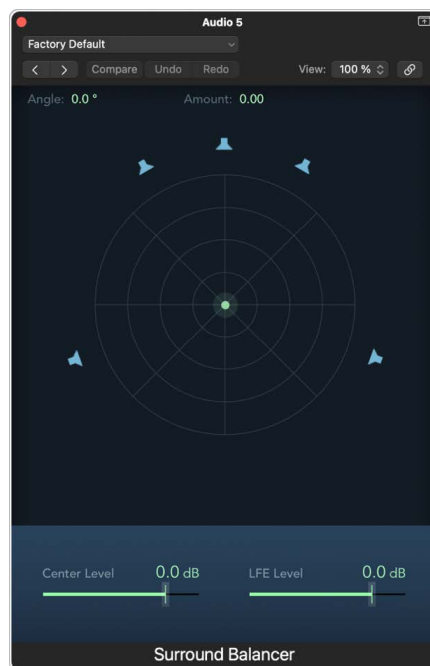 Audio 5
Factory Default
Compare Undo Redo View: 100 %
Angle: 0.0 ° Amount: 0.00
Center Level 0.0 dB LFE Level 0.0 dB
Surround Balancer